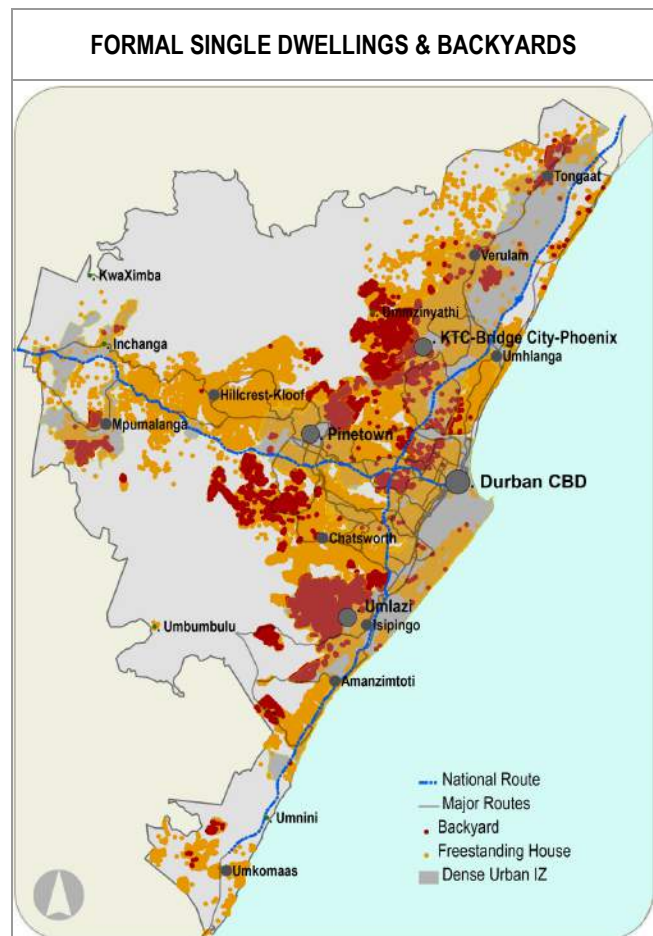 FORMAL SINGLE DWELLINGS & BACKYARDS
Tongaat
Verulam
KwaXimba
KTC-Bridge City-Phoenix
Inchanga
Umhlanga
Hillcrest-Kloof
Mpumalanga
Pinetown
Durban CBD
Chatsworth
Umlazi
Umbumbulu
Isipingo
Amanzimtoti
National Route
Major Routes
Backyard
Umnini
Freestanding House
Umkomaas
Dense Urban IZ